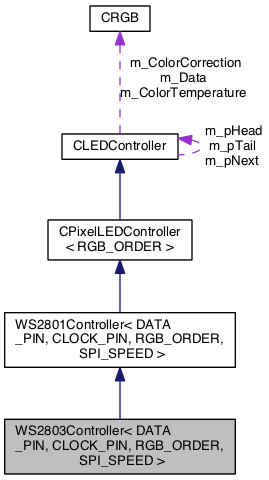 CRGB
m_ColorCorrection
m_Data
m_ColorTemperature
CLEDController
m_pHead
m_pTail
m_pNext
CPixelLEDController
< RGB_ORDER >
WS2801Controller< DATA
_PIN, CLOCK_PIN, RGB_ORDER,
SPI_SPEED >
WS2803Controller< DATA
_PIN, CLOCK_PIN, RGB_ORDER,
SPI_SPEED >